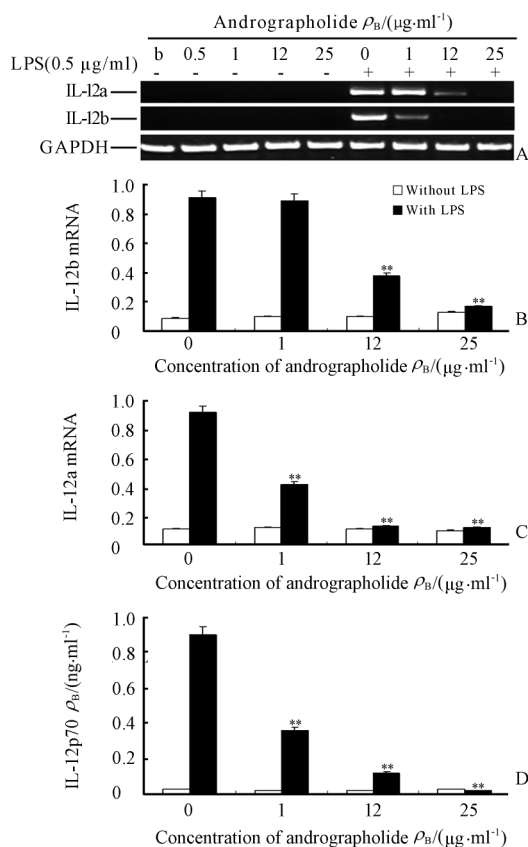 Andrographolide ρB/(μg·ml-1)
b 0.5 1 12 25 0 1 12 25
LPS(0.5 μg/ml) - - - - - + + + +
IL-12a
IL-12b
GAPDH
A
1.0
0.8
0.6
0.4
0.2
0
IL-12b mRNA
Without LPS
With LPS
**
**
B
0 1 12 25
Concentration of andrographolide ρB/(μg·ml-1)
1.0
0.8
0.6
0.4
0.2
0
IL-12a mRNA
**
**
**
C
0 1 12 25
Concentration of andrographolide ρB/(μg·ml-1)
1.0
0.8
0.6
0.4
0.2
0
IL-12p70 ρB/(ng·ml-1)
**
**
**
D
0 1 12 25
Concentration of andrographolide ρB/(μg·ml-1)